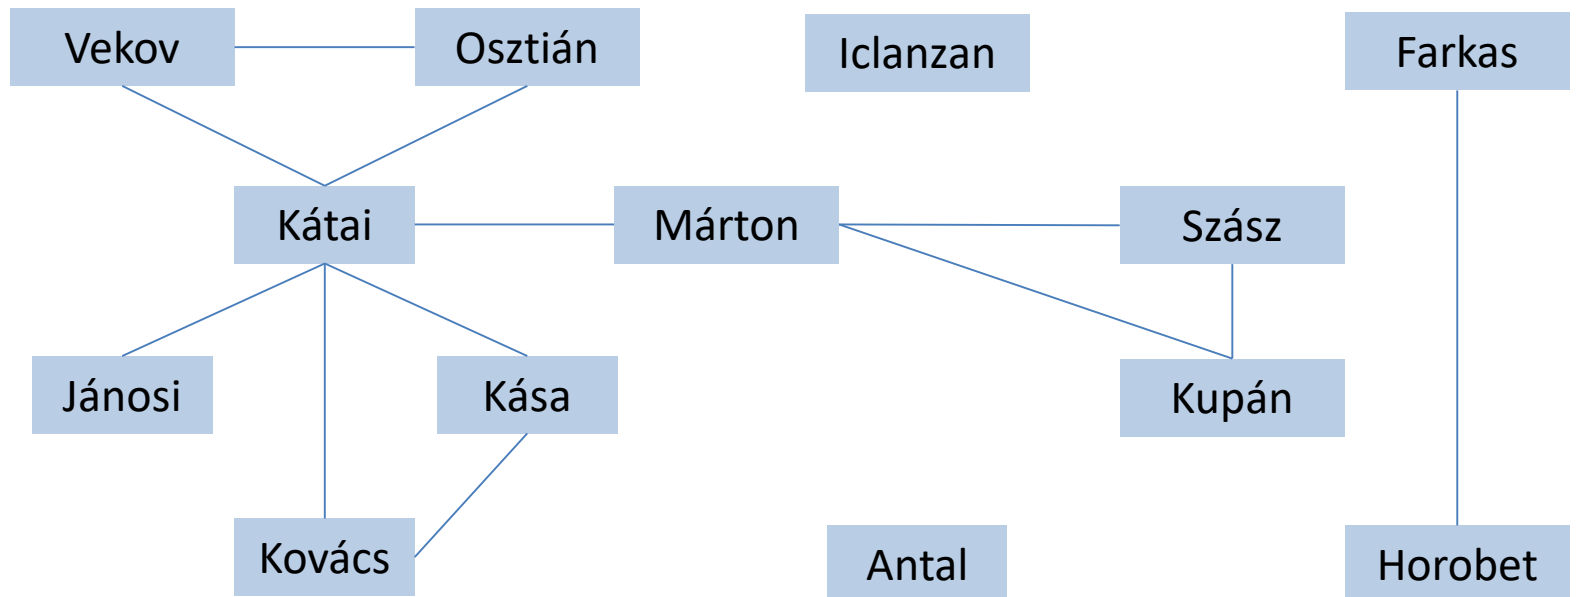 Vekov
Osztián
Iclanzan
Farkas
Kátai
Márton
Szász
Jánosi
Kása
Kupán
Kovács
Antal
Horobet